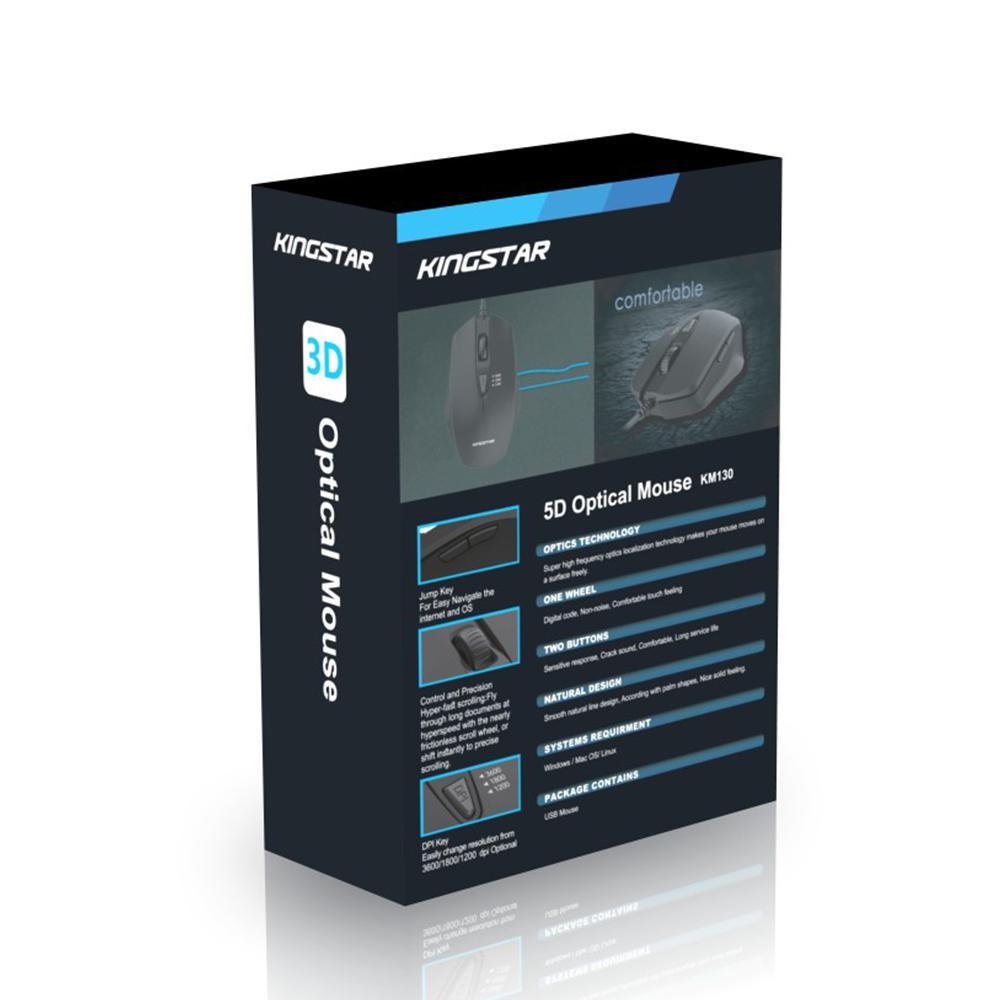 KINGSTAR
3D
Optical Mouse
KINGSTAR
comfortable
KINGSTAR
5D Optical Mouse KM130
OPTICS TECHNOLOGY
Super high frequency optics localization technology makes your mouse moves on
a surface freely.
ONE WHEEL
Digital code, Non-noise, Comfortable touch feeling
TWO BUTTONS
Sensitive response, Crack sound, Comfortable, Long service life
NATURAL DESIGN
Smooth natural line design, According with palm shapes, Nice solid feeling.
SYSTEMS REQUIRMENT
Windows / Mac OS/ Linux
PACKAGE CONTAINS
USB Mouse
Jump Key
For Easy Navigate the
internet and OS
Control and Precision
Hyper-fast scrolling:Fly
through long documents at
hyperspeed with the nearly
frictionless scroll wheel, or
shift instantly to precise
scrolling.
DPI
◄ 3600
◄ 1800
◄ 1200
DPI Key
Easily change resolution from
3600/1800/1200 dpi Optional